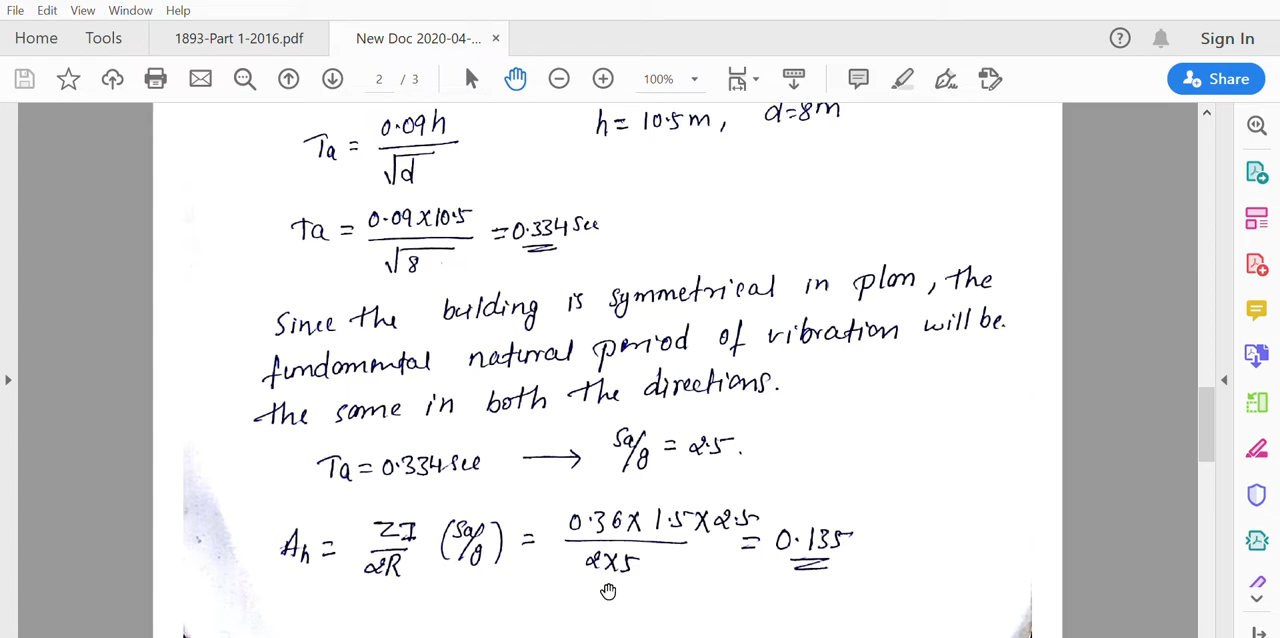 File Edit View Window Help
Home Tools 1893-Part 1-2016.pdf New Doc 2020-04-... × ? Sign In
2 / 3 100% Share
Ta = 0.09h / √d h = 10.5m, d=8m
Ta = 0.09×10.5 / √8 = 0.334 Sec
Since the building is symmetrical in plan, the
fundamental natural period of vibration will be.
the same in both the directions.
Ta = 0.334 Sec → Sa/g = 2.5.
Ah = ZI / 2R (Sa/g) = 0.36 × 1.5 × 2.5 / 2×5 = 0.135